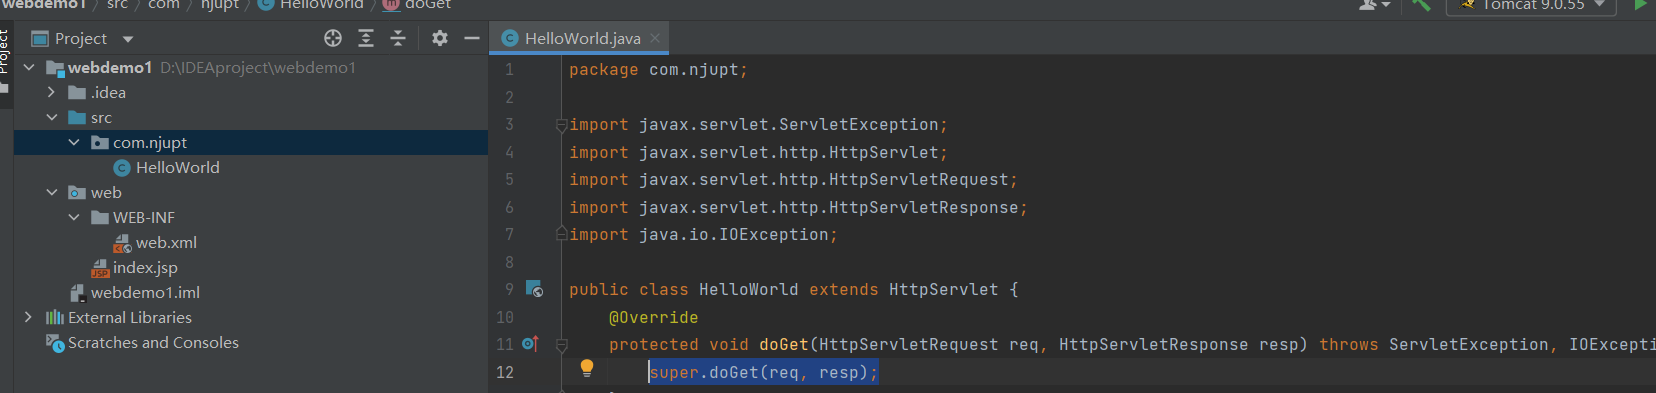 webdemo1 › src › com › njupt › HelloWorld › doGet
Tomcat 9.0.55
Project
Project
HelloWorld.java
webdemo1 D:\IDEAproject\webdemo1
.idea
src
com.njupt
HelloWorld
web
WEB-INF
web.xml
index.jsp
webdemo1.iml
External Libraries
Scratches and Consoles
1 package com.njupt;
2
3 import javax.servlet.ServletException;
4 import javax.servlet.http.HttpServlet;
5 import javax.servlet.http.HttpServletRequest;
6 import javax.servlet.http.HttpServletResponse;
7 import java.io.IOException;
8
9 public class HelloWorld extends HttpServlet {
10 @Override
11 protected void doGet(HttpServletRequest req, HttpServletResponse resp) throws ServletException, IOExcepti
12 super.doGet(req, resp);